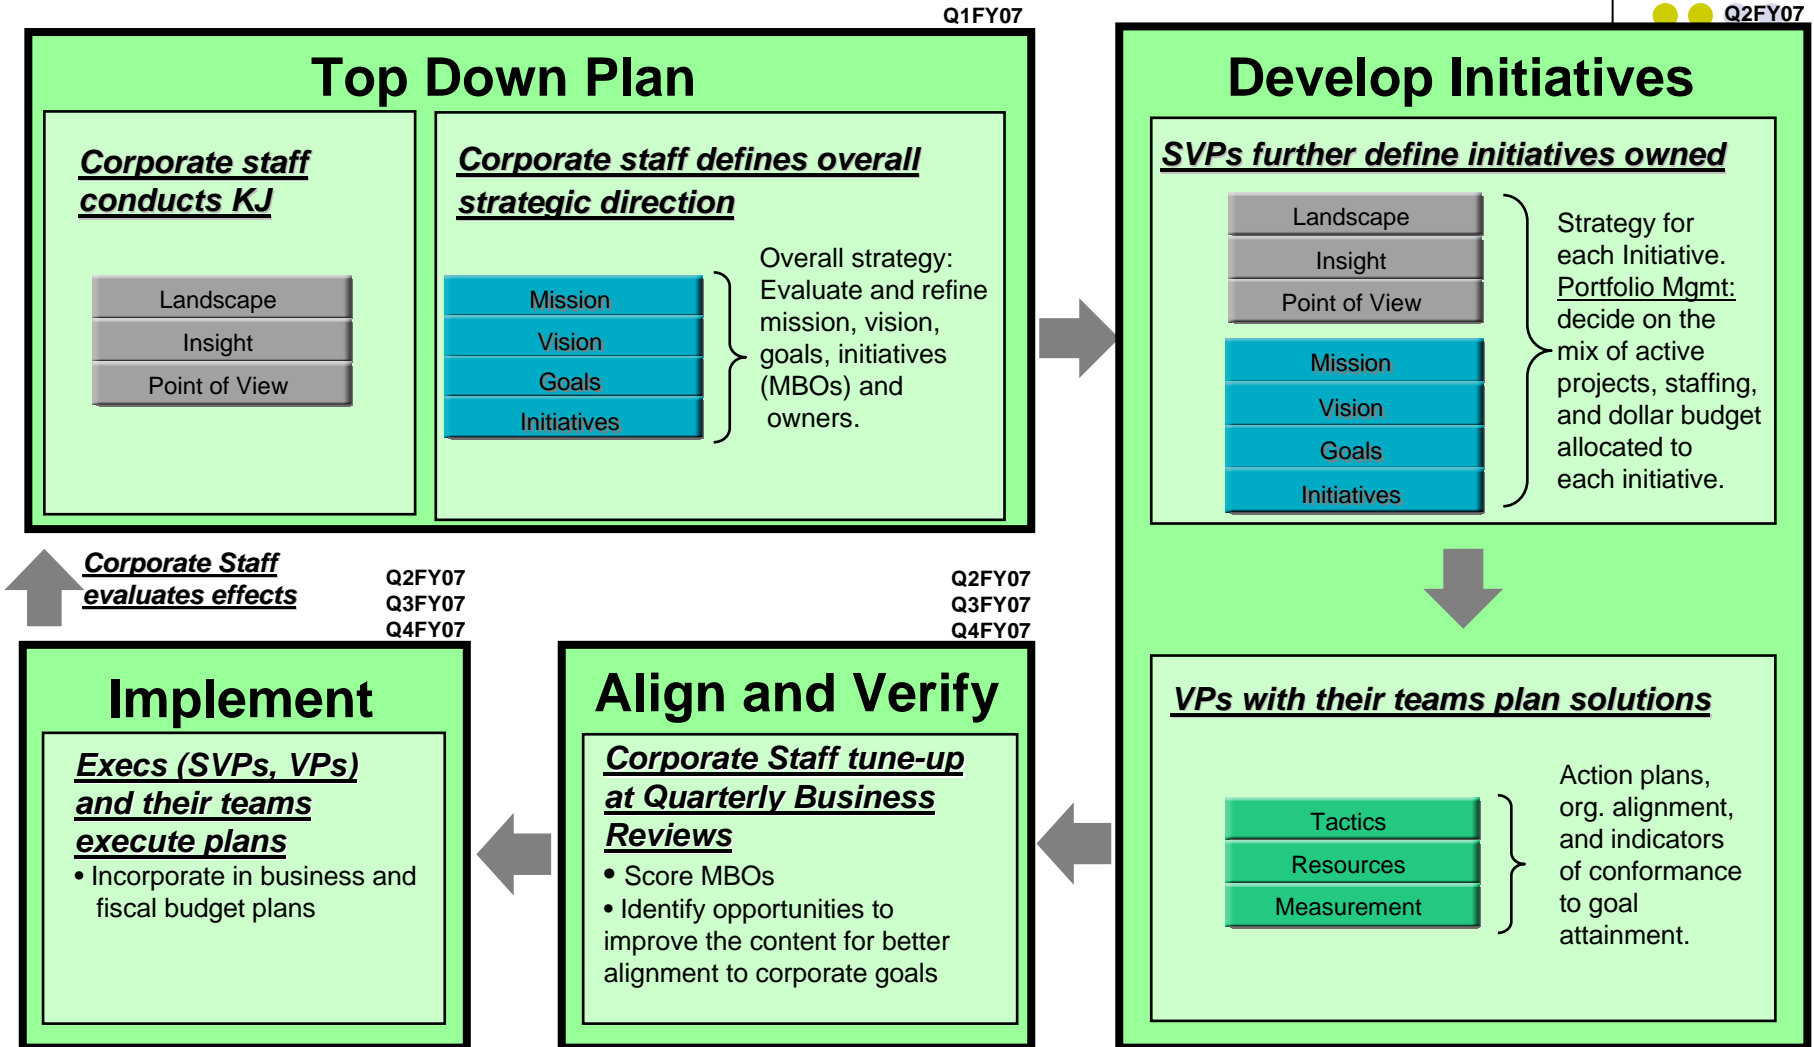 Q1FY07
Top Down Plan
Corporate staff
conducts KJ
Landscape
Insight
Point of View
Corporate staff defines overall
strategic direction
Mission
Vision
Goals
Initiatives
Overall strategy:
Evaluate and refine
mission, vision,
goals, initiatives
(MBOs) and
owners.
Q2FY07
Develop Initiatives
SVPs further define initiatives owned
Landscape
Insight
Point of View
Mission
Vision
Goals
Initiatives
Strategy for
each Initiative.
Portfolio Mgmt:
decide on the
mix of active
projects, staffing,
and dollar budget
allocated to
each initiative.
VPs with their teams plan solutions
Tactics
Resources
Measurement
Action plans,
org. alignment,
and indicators
of conformance
to goal
attainment.
Q2FY07
Q3FY07
Q4FY07
Align and Verify
Corporate Staff tune-up
at Quarterly Business
Reviews
• Score MBOs
• Identify opportunities to
improve the content for better
alignment to corporate goals
Q2FY07
Q3FY07
Q4FY07
Implement
Execs (SVPs, VPs)
and their teams
execute plans
• Incorporate in business and
fiscal budget plans
Corporate Staff
evaluates effects